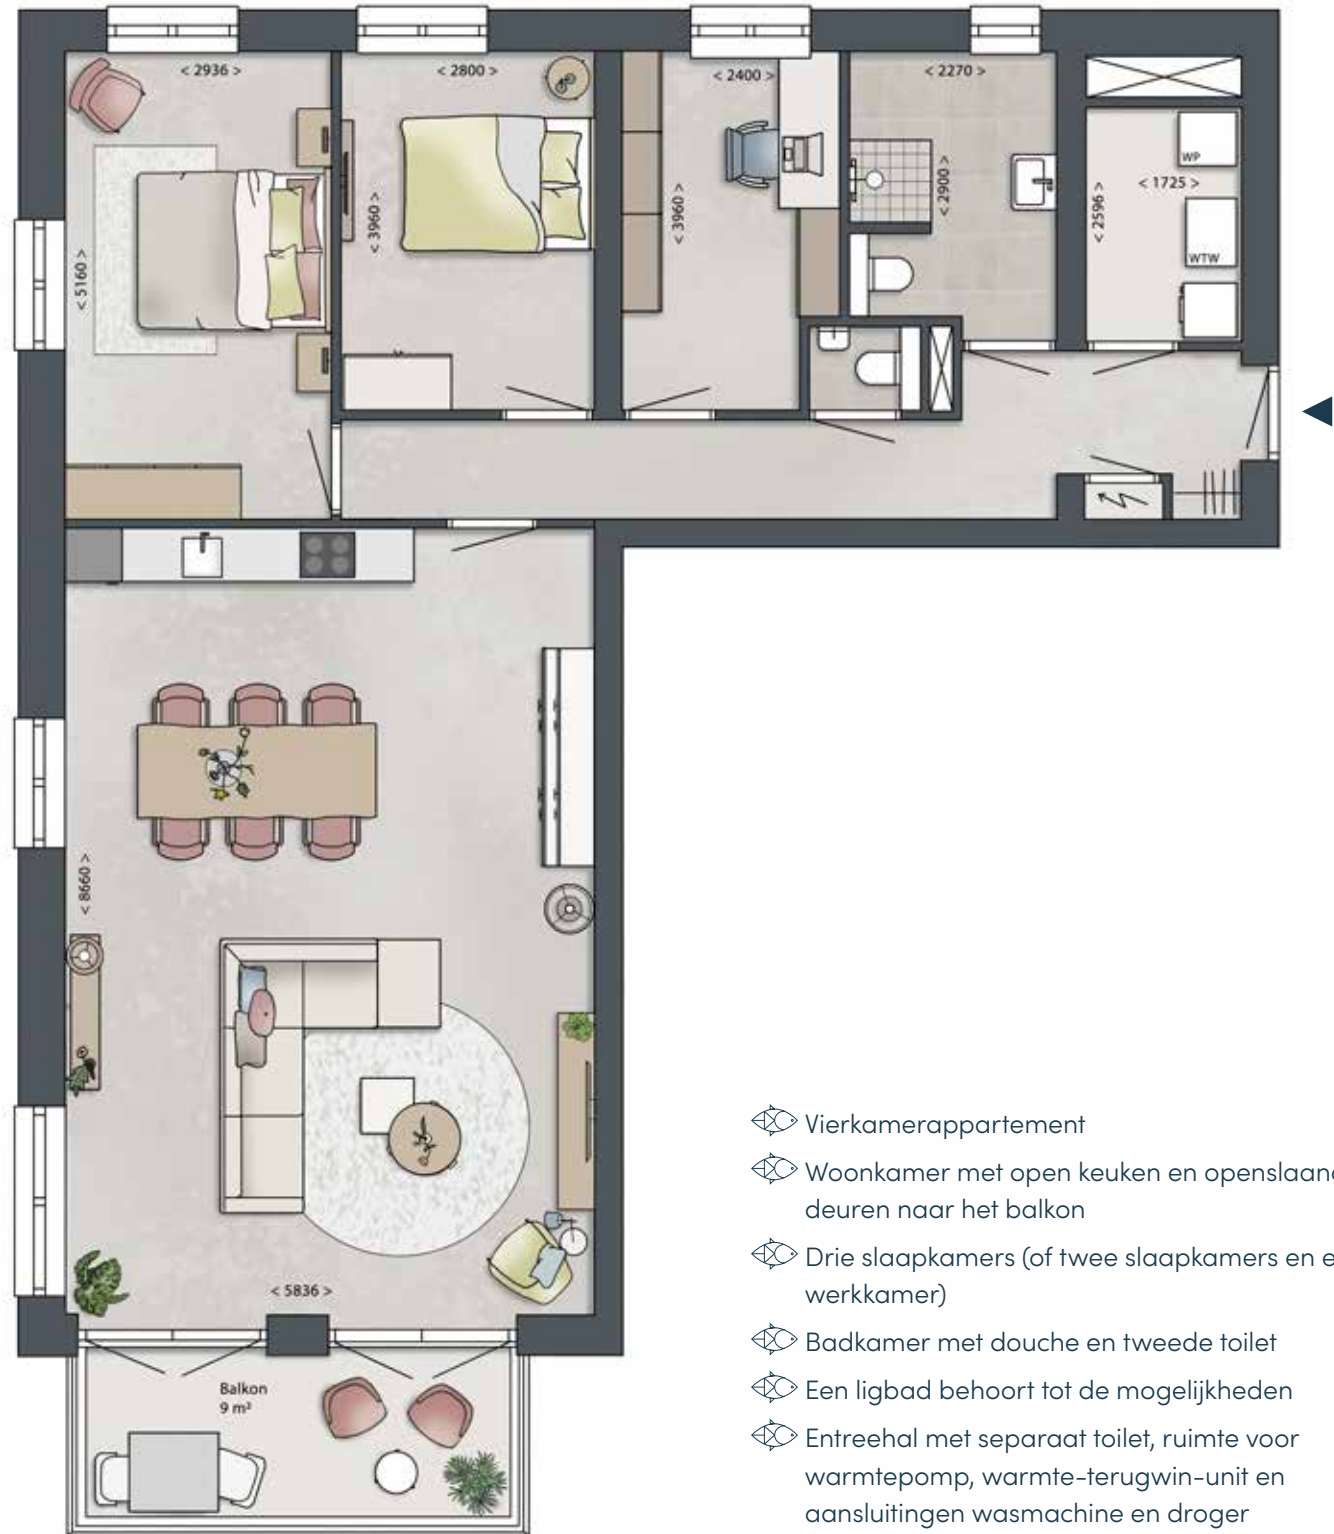 < 2936 >
< 2800 >
< 2400 >
< 2270 >
< 5160 >
< 3960 >
< 3960 >
< 2900 >
< 2596 >
WP
< 1725 >
WTW
< 8660 >
< 5836 >
Balkon
9 m²
Vierkamerappartement
Woonkamer met open keuken en openslaand
deuren naar het balkon
Drie slaapkamers (of twee slaapkamers en e
werkkamer)
Badkamer met douche en tweede toilet
Een ligbad behoort tot de mogelijkheden
Entreehal met separaat toilet, ruimte voor
warmtepomp, warmte-terugwin-unit en
aansluitingen wasmachine en droger